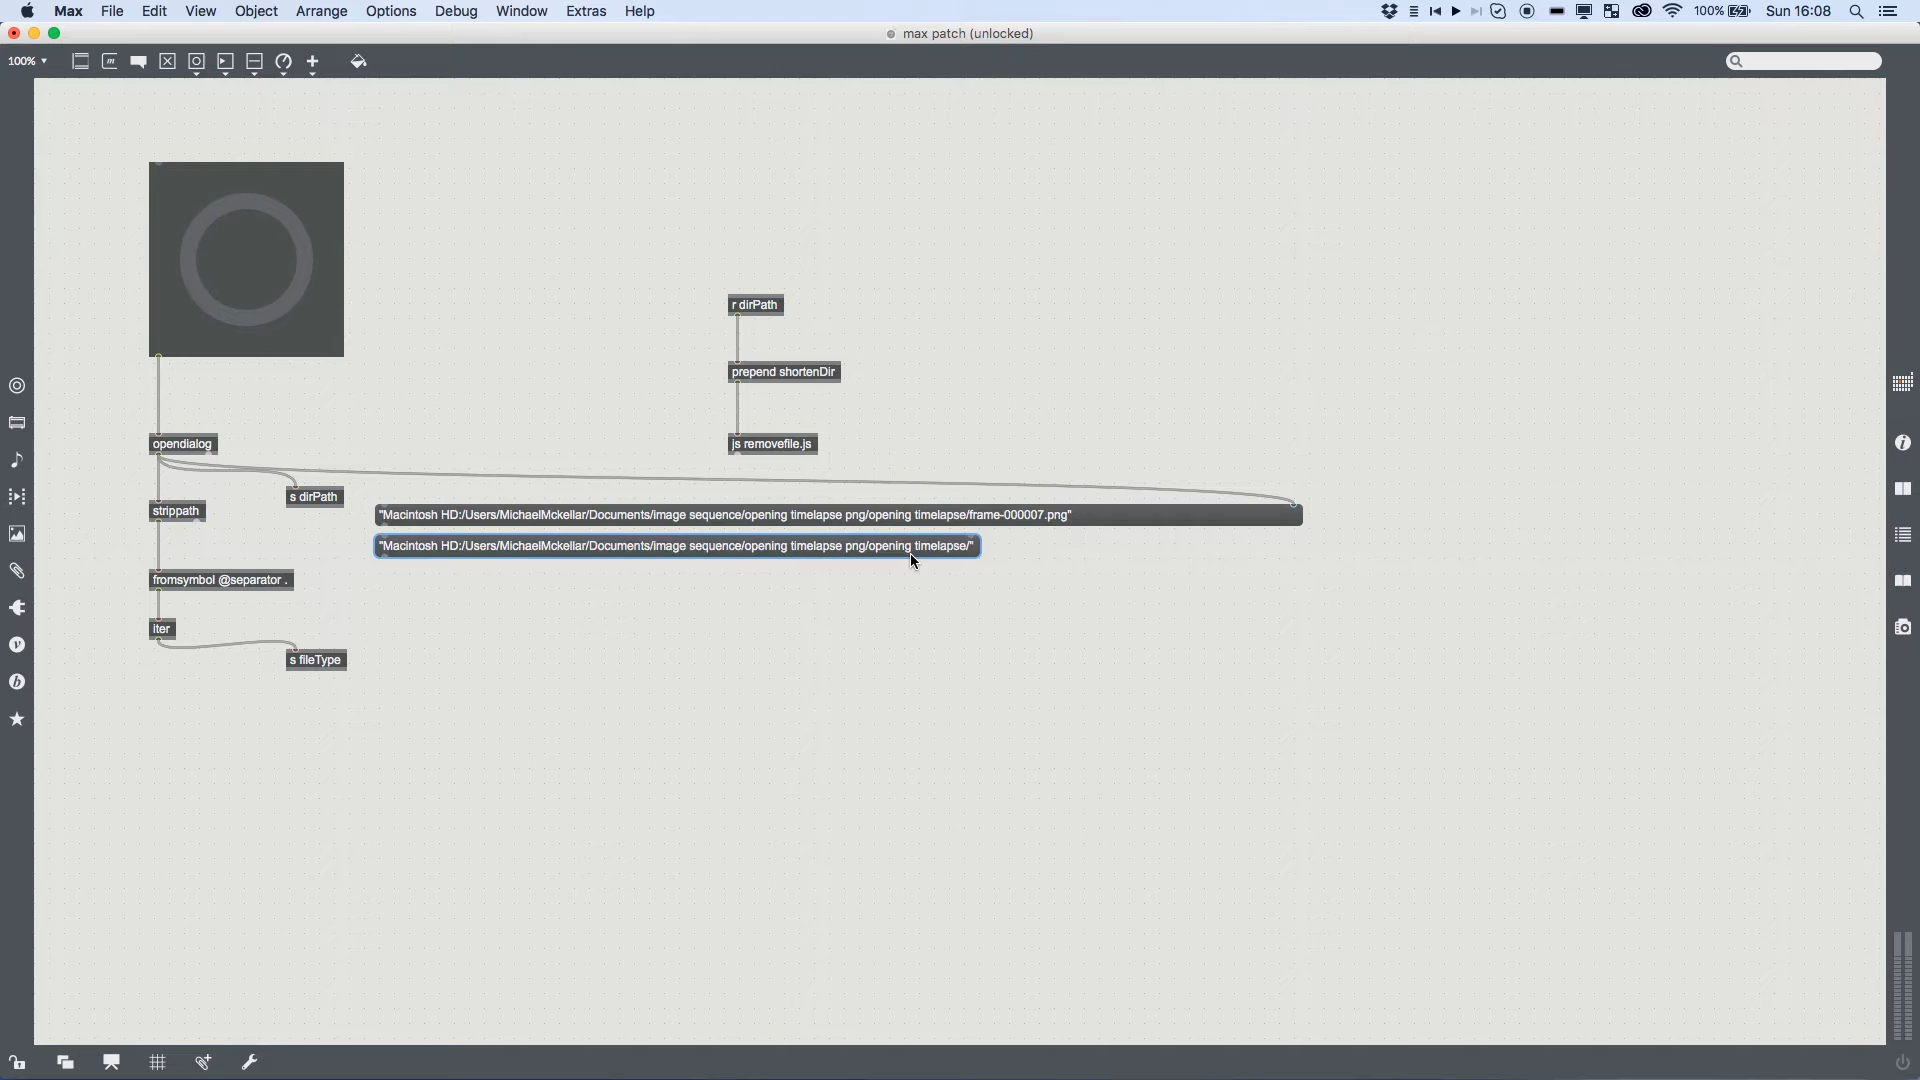 Max File Edit View Object Arrange Options Debug Window Extras Help 100% Sun 16:08
max patch (unlocked)
100%
r dirPath
prepend shortenDir
opendialog
js removefile.js
s dirPath
strippath
"Macintosh HD:/Users/MichaelMckellar/Documents/image sequence/opening timelapse png/opening timelapse/frame-000007.png"
"Macintosh HD:/Users/MichaelMckellar/Documents/image sequence/opening timelapse png/opening timelapse/"
fromsymbol @separator .
iter
s fileType